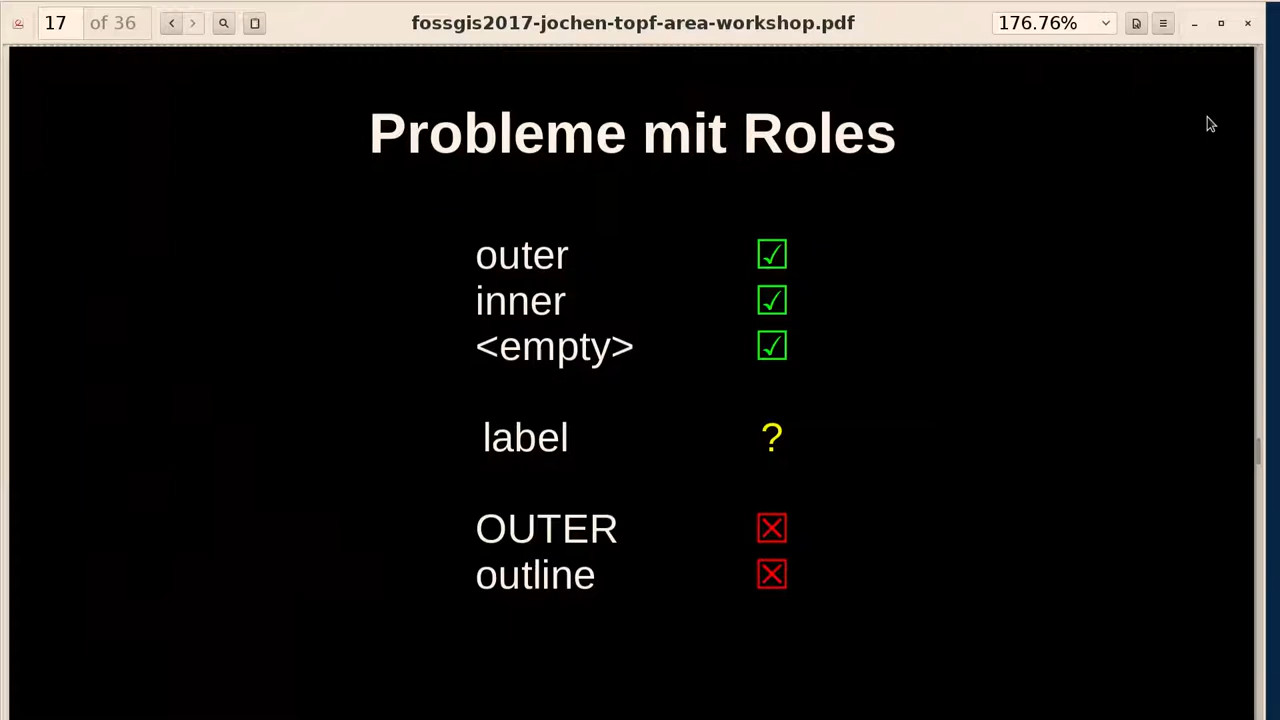 17 of 36
fossgis2017-jochen-topf-area-workshop.pdf
176.76%
Probleme mit Roles
outer ☑
inner ☑
<empty> ☑
label ?
OUTER ☒
outline ☒